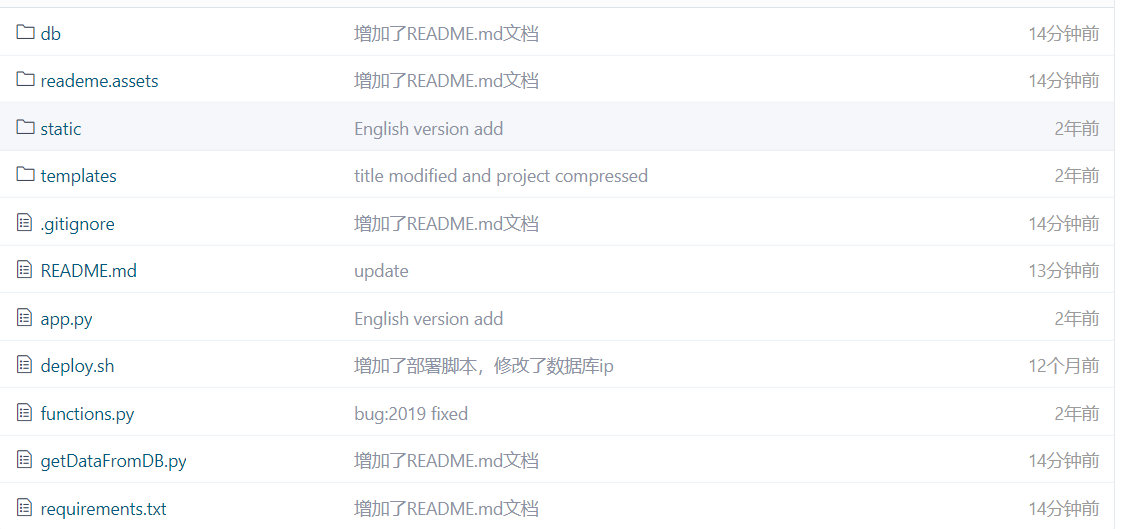 db 增加了README.md文档 14分钟前
reademe.assets 增加了README.md文档 14分钟前
static English version add 2年前
templates title modified and project compressed 2年前
.gitignore 增加了README.md文档 14分钟前
README.md update 13分钟前
app.py English version add 2年前
deploy.sh 增加了部署脚本，修改了数据库ip 12个月前
functions.py bug:2019 fixed 2年前
getDataFromDB.py 增加了README.md文档 14分钟前
requirements.txt 增加了README.md文档 14分钟前